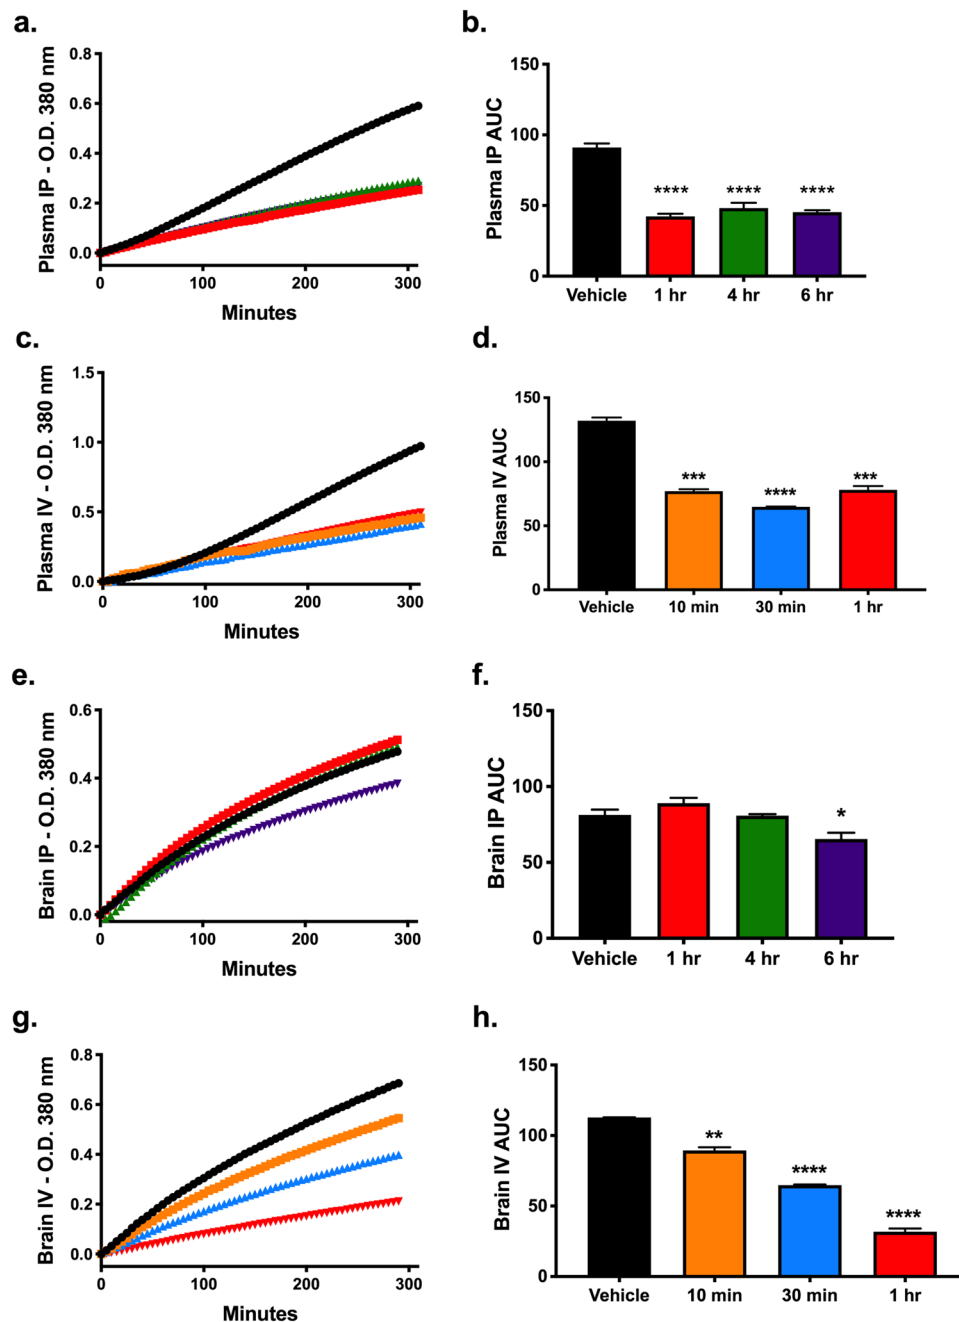 a.
Plasma IP - O.D. 380 nm
0.8
0.6
0.4
0.2
0.0
0 100 200 300
Minutes
b.
Plasma IP AUC
150
100
50
0
**** **** ****
Vehicle 1 hr 4 hr 6 hr
c.
Plasma IV - O.D. 380 nm
1.5
1.0
0.5
0.0
0 100 200 300
Minutes
d.
Plasma IV AUC
150
100
50
0
*** **** ***
Vehicle 10 min 30 min 1 hr
e.
Brain IP - O.D. 380 nm
0.6
0.4
0.2
0.0
0 100 200 300
Minutes
f.
Brain IP AUC
150
100
50
0
*
Vehicle 1 hr 4 hr 6 hr
g.
Brain IV - O.D. 380 nm
0.8
0.6
0.4
0.2
0.0
0 100 200 300
Minutes
h.
Brain IV AUC
150
100
50
0
** **** ****
Vehicle 10 min 30 min 1 hr